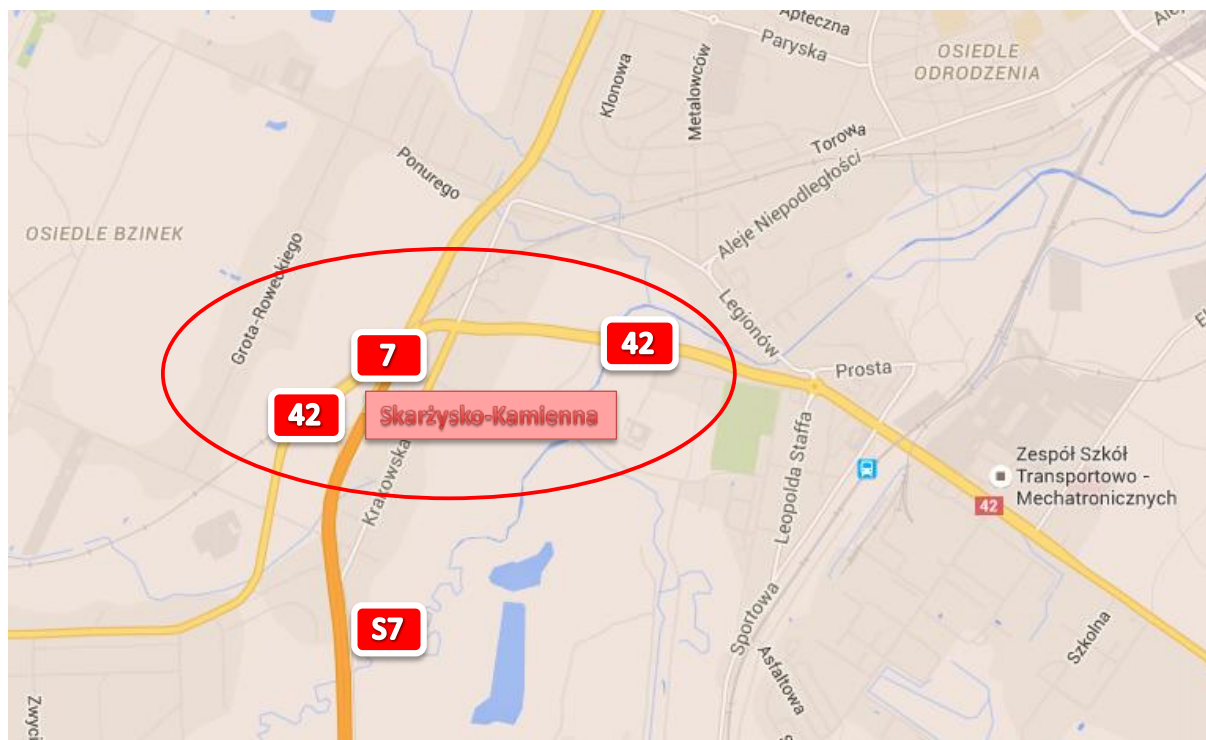 Apteczna
Paryska
OSIEDLE
ODRODZENIA
Klonowa
Metalowców
Torowa
Ponurego
Aleje Niepodległości
OSIEDLE BZINEK
Grota-Roweckiego
Legionów
7
42
Prosta
42
Skarżysko-Kamienna
Krakowska
Leopolda Staffa
Zespół Szkół
Transportowo -
Mechatronicznych
42
S7
Sportowa
Szkolna
Asfaltowa